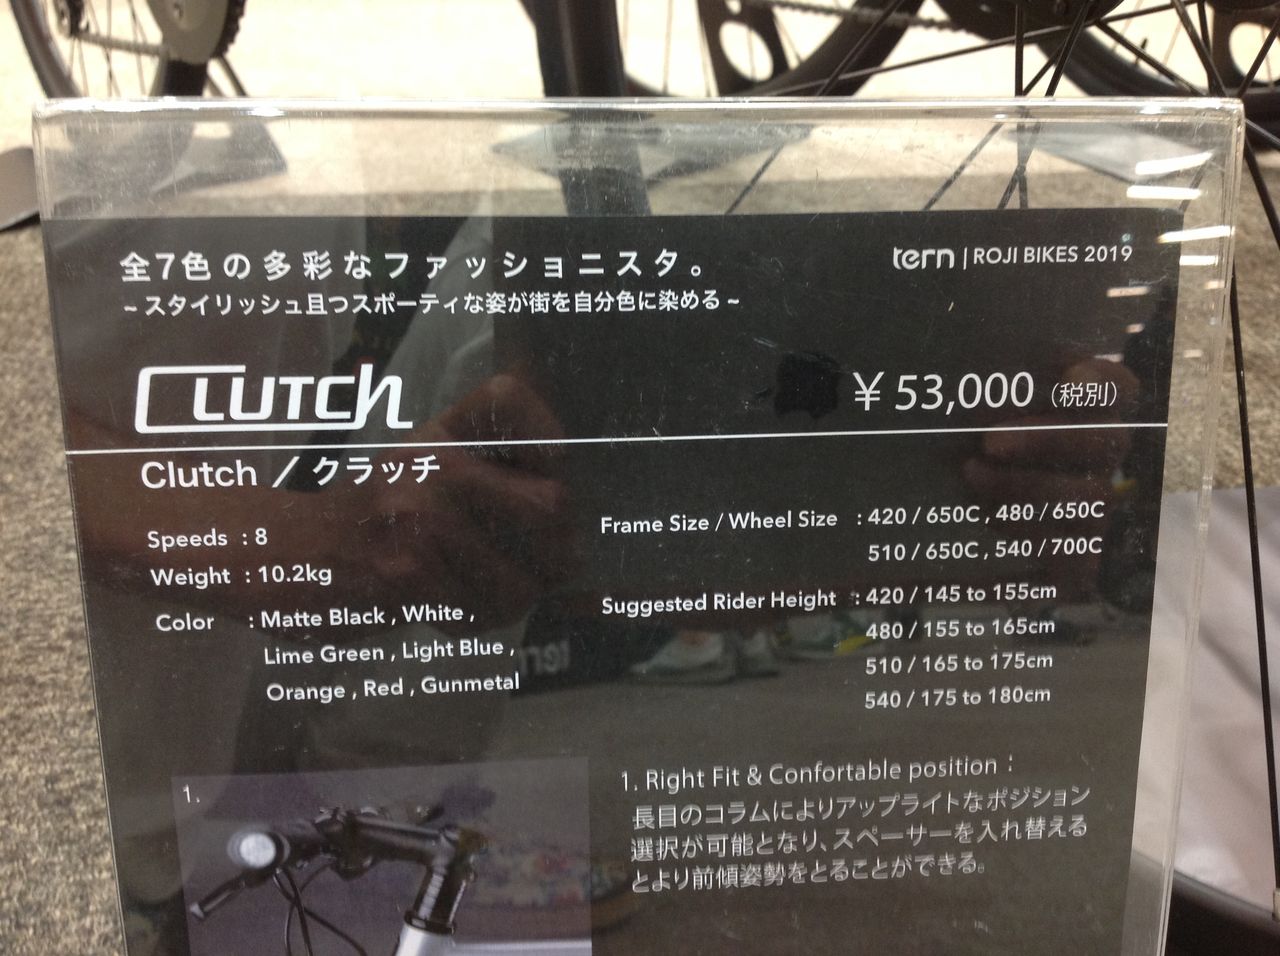 全7色の多彩なファッショニスタ。
tern | ROJI BIKES 2019
~スタイリッシュ且つスポーティな姿が街を自分色に染める~
CLUTCh
¥53,000（税別）
Clutch / クラッチ
Speeds : 8
Weight : 10.2kg
Color : Matte Black , White ,
Lime Green , Light Blue ,
Orange , Red , Gunmetal
Frame Size / Wheel Size : 420 / 650C , 480 / 650C
510 / 650C , 540 / 700C
Suggested Rider Height : 420 / 145 to 155cm
480 / 155 to 165cm
510 / 165 to 175cm
540 / 175 to 180cm
1.
1. Right Fit & Confortable position :
長目のコラムによりアップライトなポジション
選択が可能となり、スペーサーを入れ替える
とより前傾姿勢をとることができる。